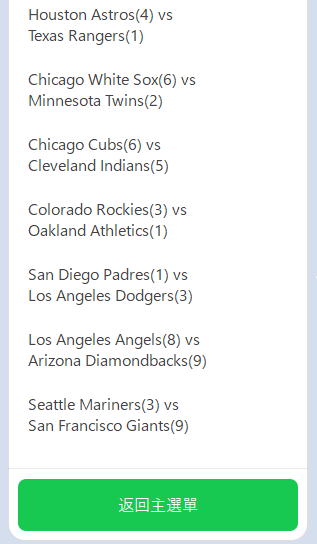 Houston Astros(4) vs
Texas Rangers(1)
Chicago White Sox(6) vs
Minnesota Twins(2)
Chicago Cubs(6) vs
Cleveland Indians(5)
Colorado Rockies(3) vs
Oakland Athletics(1)
San Diego Padres(1) vs
Los Angeles Dodgers(3)
Los Angeles Angels(8) vs
Arizona Diamondbacks(9)
Seattle Mariners(3) vs
San Francisco Giants(9)
返回主選單